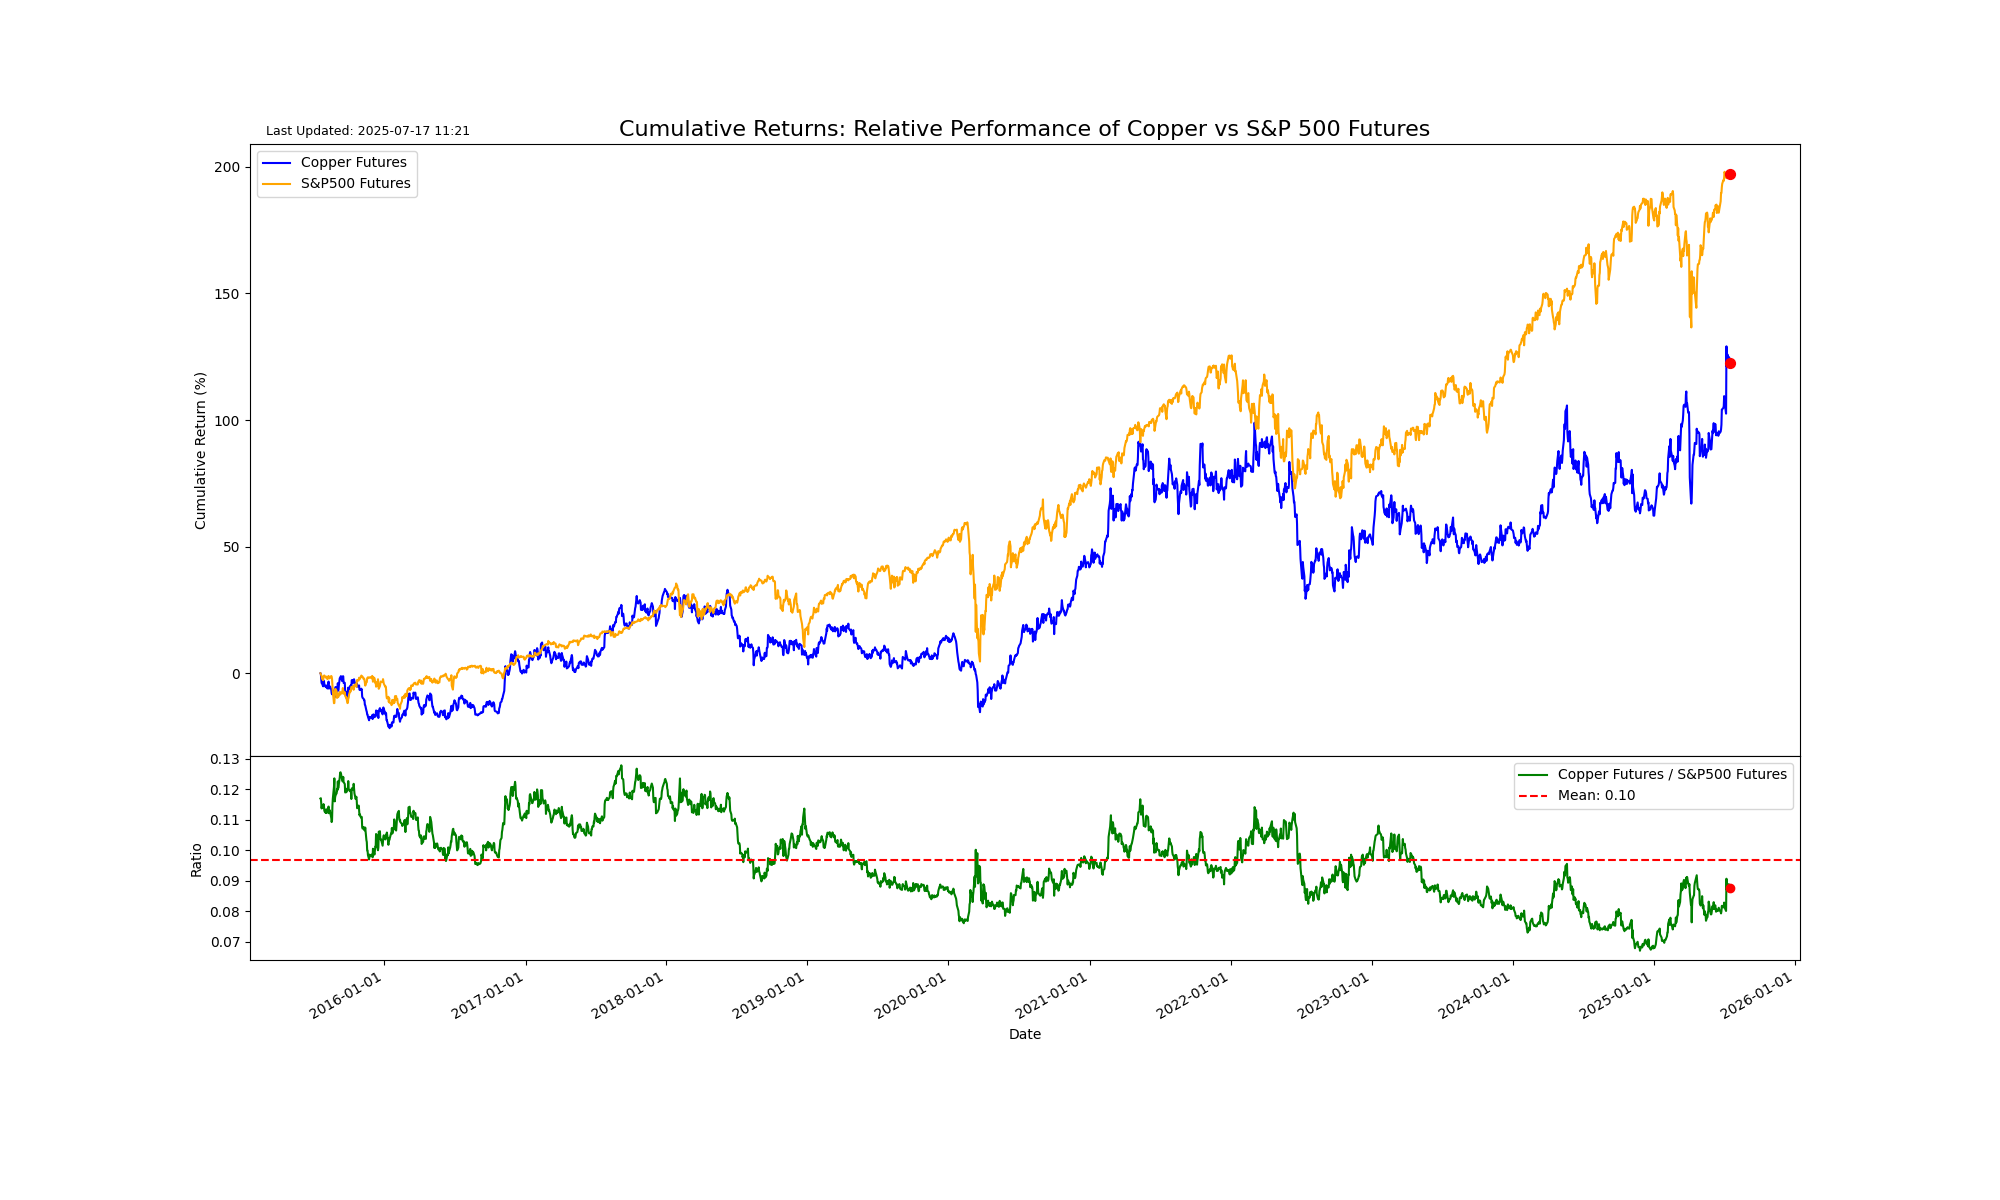 Last Updated: 2025-07-17 11:21
Cumulative Returns: Relative Performance of Copper vs S&P 500 Futures
Copper Futures
S&P500 Futures
200
150
100
50
0
Cumulative Return (%)
Copper Futures / S&P500 Futures
Mean: 0.10
0.13
0.12
0.11
0.10
0.09
0.08
0.07
Ratio
2016-01-01
2017-01-01
2018-01-01
2019-01-01
2020-01-01
2021-01-01
2022-01-01
2023-01-01
2024-01-01
2025-01-01
2026-01-01
Date